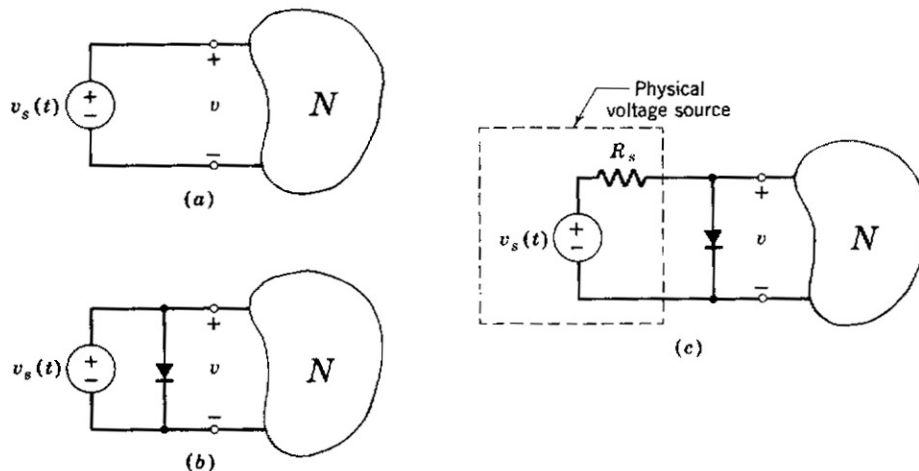 +
v_s(t)
+
−
v
N
−
(a)
+
v_s(t)
+
−
v
N
−
(b)
Physical
voltage source
R_s
+
v_s(t)
+
−
v
N
−
(c)